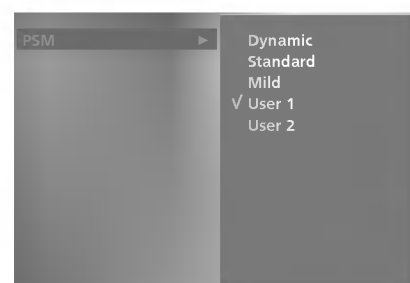 PSM ►
Dynamic
Standard
Mild
√ User 1
User 2